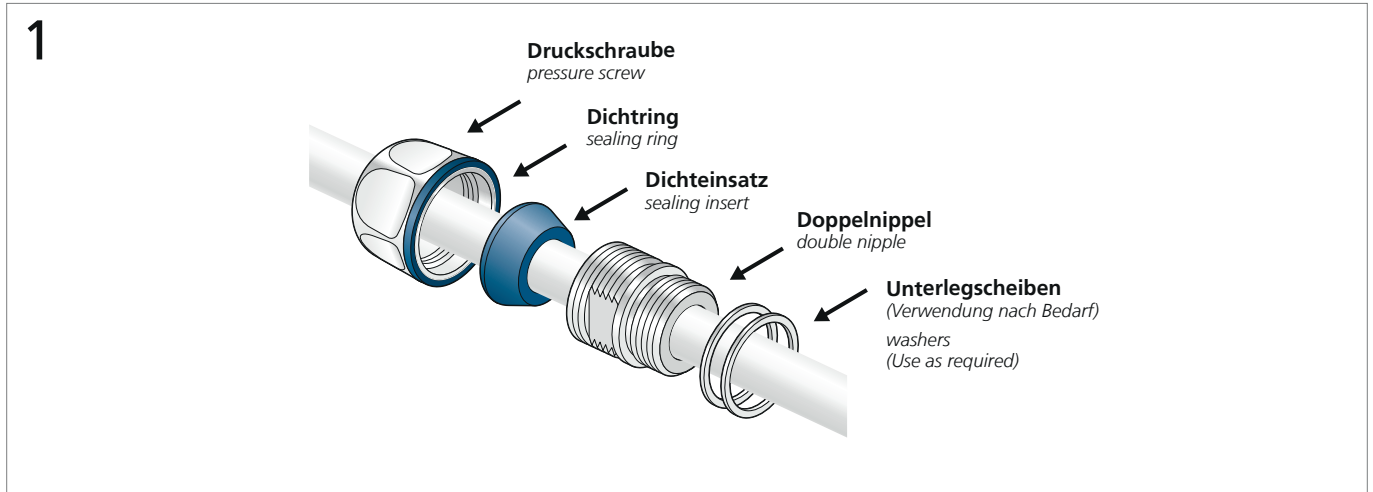 1
Druckschraube
pressure screw
Dichtring
sealing ring
Dichteinsatz
sealing insert
Doppelnippel
double nipple
Unterlegscheiben
(Verwendung nach Bedarf)
washers
(Use as required)